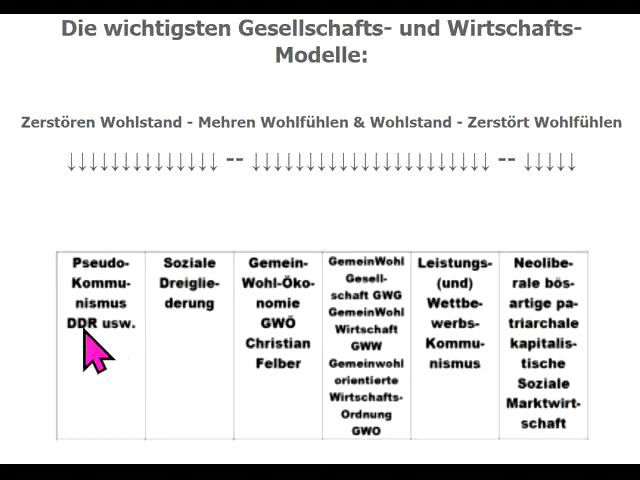 Die wichtigsten Gesellschafts- und Wirtschafts-
Modelle:
Zerstören Wohlstand - Mehren Wohlfühlen & Wohlstand - Zerstört Wohlfühlen
↓↓↓↓↓↓↓↓↓↓↓↓↓↓ -- ↓↓↓↓↓↓↓↓↓↓↓↓↓↓↓↓↓↓↓↓↓↓ -- ↓↓↓↓↓
Pseudo-
Kommu-
nismus
DDR usw.
Soziale
Dreiglie-
derung
Gemein-
Wohl-Öko-
nomie
GWÖ
Christian
Felber
GemeinWohl
Gesell-
schaft GWG
GemeinWohl
Wirtschaft
GWW
Gemeinwohl
orientierte
Wirtschafts-
Ordnung
GWO
Leistungs-
(und)
Wettbe-
werbs-
Kommu-
nismus
Neolibe-
rale bös-
artige pa-
triarchale
kapitalis-
tische
Soziale
Marktwirt-
schaft